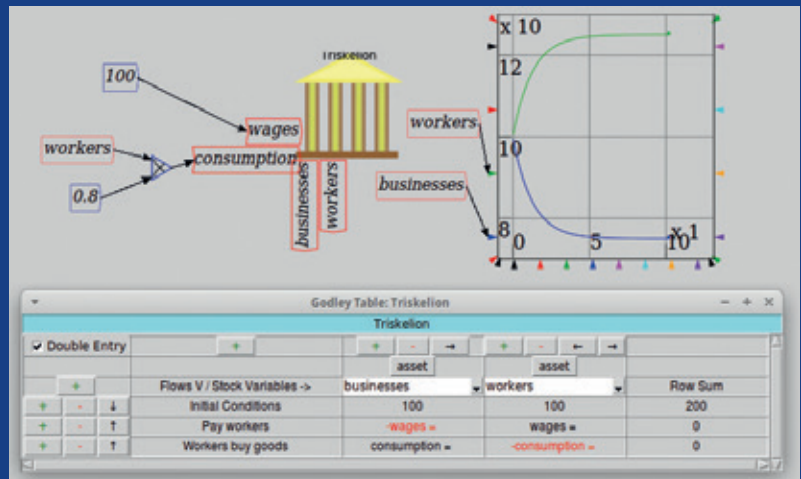 Triskelion
100
wages
workers
consumption
0.8
businesses
workers
x 10
12
10
8
0
5
10
x 1
workers
businesses
Godley Table: Triskelion
Triskelion
Double Entry + + - → + - ← →
asset asset
+ Flows V / Stock Variables -> businesses workers Row Sum
+ - ↓ Initial Conditions 100 100 200
+ - ↑ Pay workers -wages = wages = 0
+ - ↑ Workers buy goods consumption = -consumption = 0